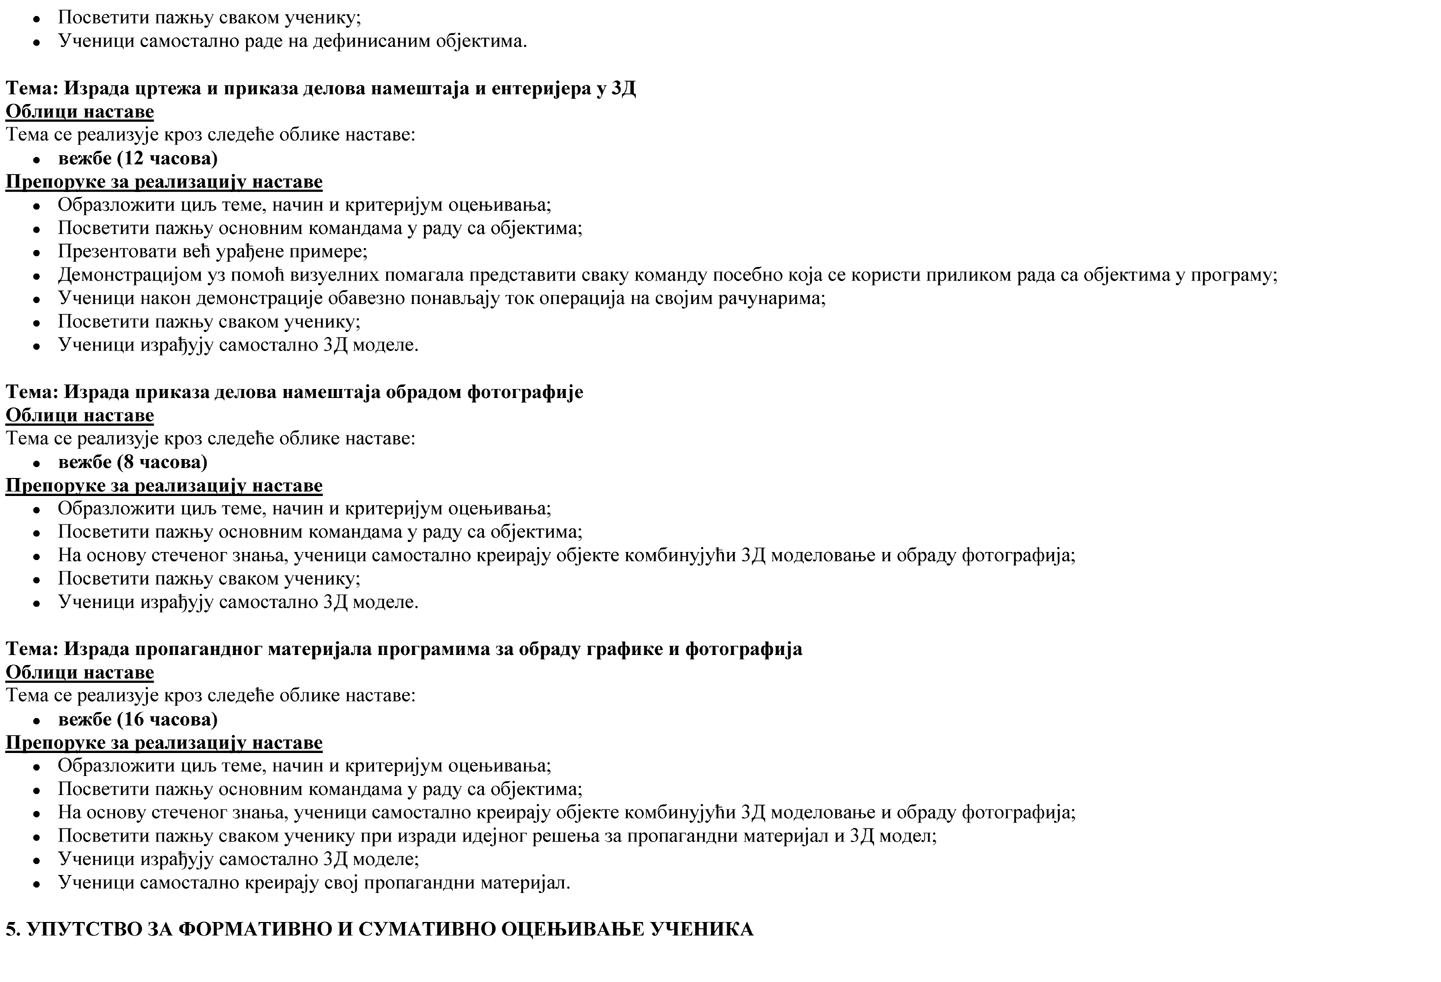 • Посветити пажњу сваком ученику;
• Ученици самостално раде на дефинисаним објектима.
Тема: Израда цртежа и приказа делова намештаја и ентеријера у 3Д
Облици наставе
Тема се реализује кроз следеће облике наставе:
• вежбе (12 часова)
Препоруке за реализацију наставе
• Образложити циљ теме, начин и критеријум оцењивања;
• Посветити пажњу основним командама у раду са објектима;
• Презентовати већ урађене примере;
• Демонстрацијом уз помоћ визуелних помагала представити сваку команду посебно која се користи приликом рада са објектима у програму;
• Ученици након демонстрације обавезно понављају ток операција на својим рачунарима;
• Посветити пажњу сваком ученику;
• Ученици израђују самостално 3Д моделе.
Тема: Израда приказа делова намештаја обрадом фотографије
Облици наставе
Тема се реализује кроз следеће облике наставе:
• вежбе (8 часова)
Препоруке за реализацију наставе
• Образложити циљ теме, начин и критеријум оцењивања;
• Посветити пажњу основним командама у раду са објектима;
• На основу стеченог знања, ученици самостално креирају објекте комбинујући 3Д моделовање и обраду фотографија;
• Посветити пажњу сваком ученику;
• Ученици израђују самостално 3Д моделе.
Тема: Израда пропагандног материјала програмима за обраду графике и фотографија
Облици наставе
Тема се реализује кроз следеће облике наставе:
• вежбе (16 часова)
Препоруке за реализацију наставе
• Образложити циљ теме, начин и критеријум оцењивања;
• Посветити пажњу основним командама у раду са објектима;
• На основу стеченог знања, ученици самостално креирају објекте комбинујући 3Д моделовање и обраду фотографија;
• Посветити пажњу сваком ученику при изради идејног решења за пропагандни материјал и 3Д модел;
• Ученици израђују самостално 3Д моделе;
• Ученици самостално креирају свој пропагандни материјал.
5. УПУТСТВО ЗА ФОРМАТИВНО И СУМАТИВНО ОЦЕЊИВАЊЕ УЧЕНИКА